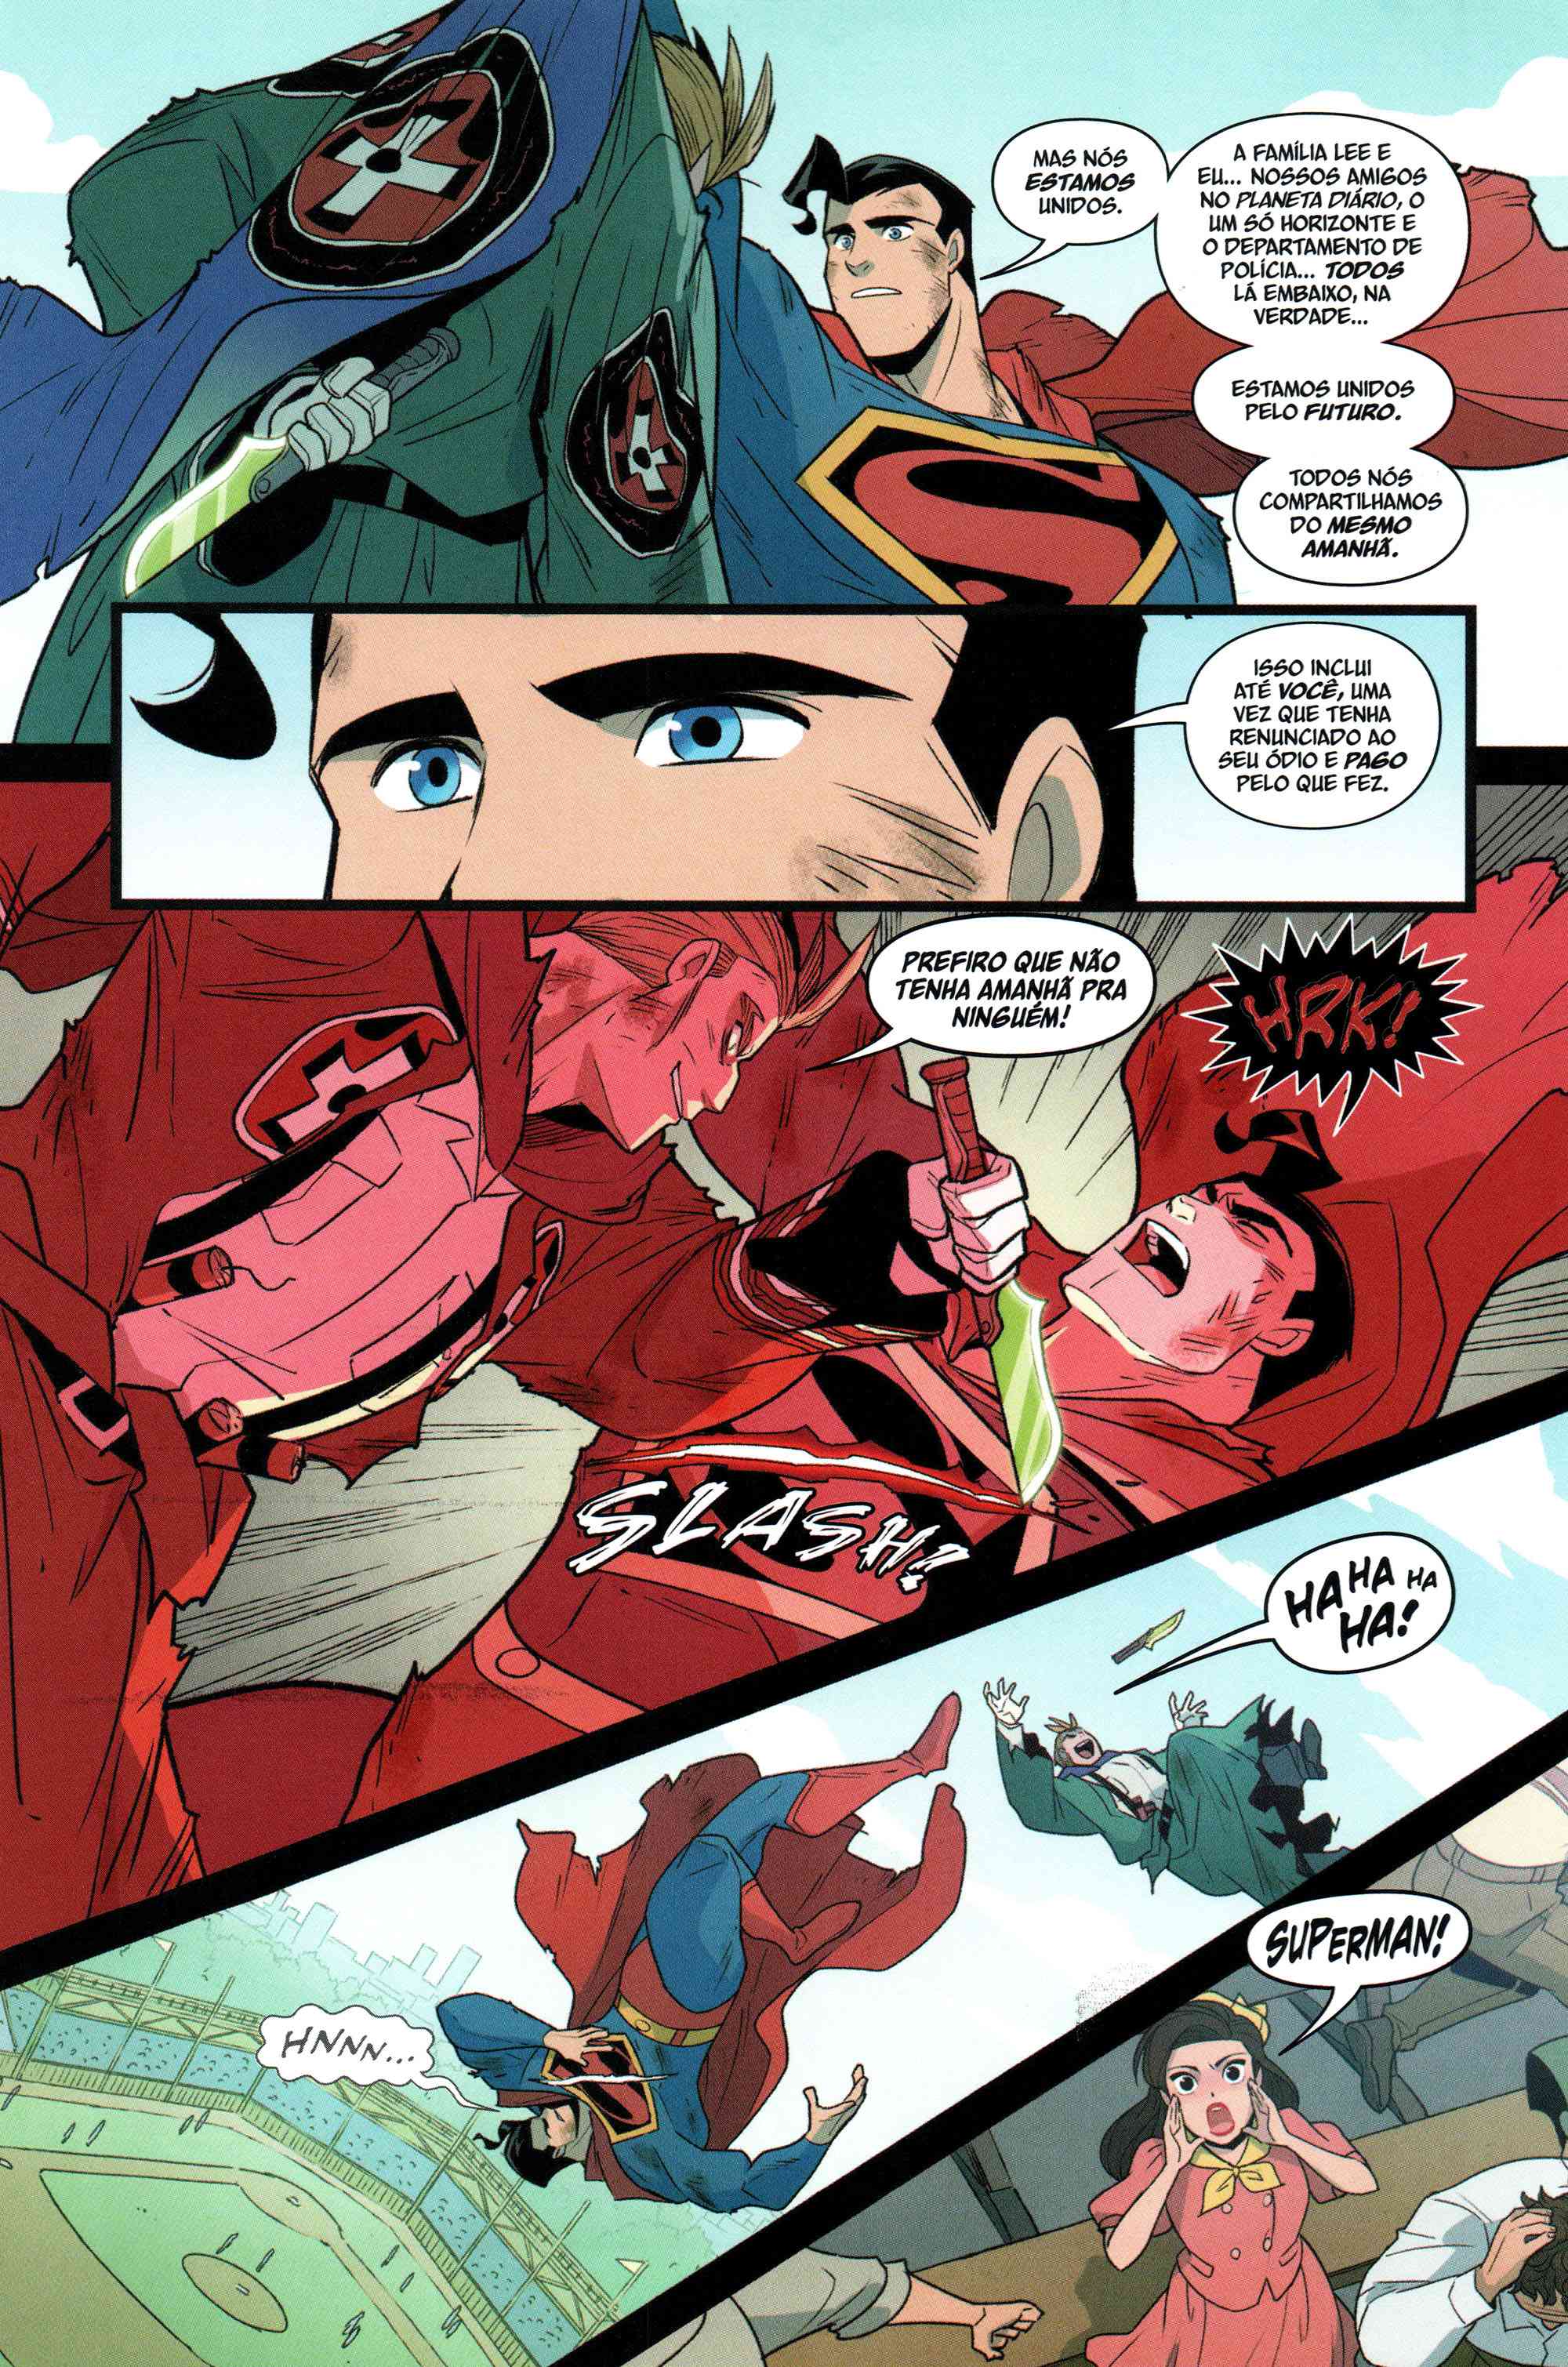 MAS NÓS
ESTAMOS
UNIDOS.
A FAMÍLIA LEE E
EU... NOSSOS AMIGOS
NO PLANETA DIÁRIO, O
UM SÓ HORIZONTE E
O DEPARTAMENTO DE
POLÍCIA... TODOS
LÁ EMBAIXO, NA
VERDADE...
ESTAMOS UNIDOS
PELO FUTURO.
TODOS NÓS
COMPARTILHAMOS
DO MESMO
AMANHÃ.
ISSO INCLUI
ATÉ VOCÊ, UMA
VEZ QUE TENHA
RENUNCIADO AO
SEU ÓDIO E PAGO
PELO QUE FEZ.
PREFIRO QUE NÃO
TENHA AMANHÃ PRA
NINGUÉM!
HRK!
SLASH!
HA HA HA
HA!
HNNN...
SUPERMAN!